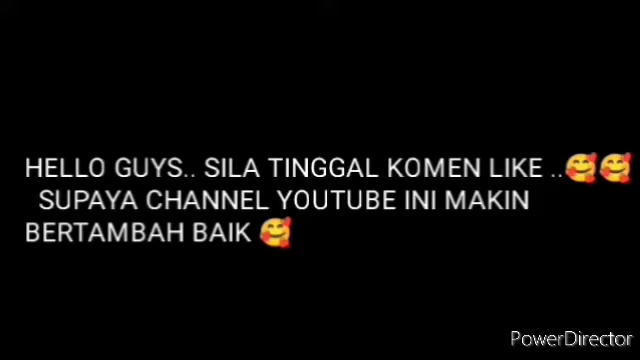 HELLO GUYS.. SILA TINGGAL KOMEN LIKE ..🥰🥰
SUPAYA CHANNEL YOUTUBE INI MAKIN
BERTAMBAH BAIK 🥰
PowerDirector